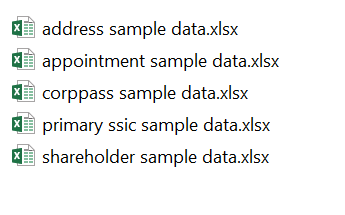 address sample data.xlsx
appointment sample data.xlsx
corppass sample data.xlsx
primary ssic sample data.xlsx
shareholder sample data.xlsx